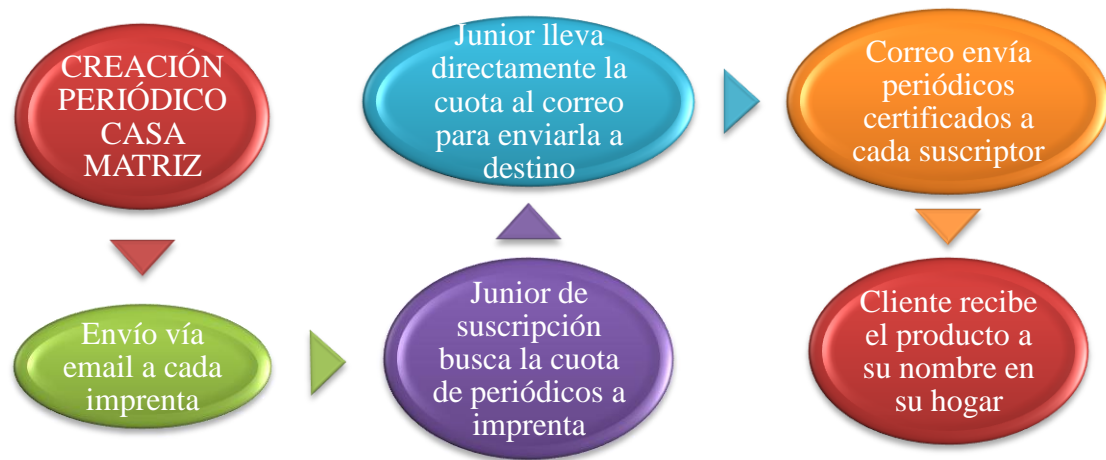 CREACIÓN
PERIÓDICO
CASA
MATRIZ
Envío vía
email a cada
imprenta
Junior de
suscripción
busca la cuota
de periódicos a
imprenta
Junior lleva
directamente la
cuota al correo
para enviarla a
destino
Correo envía
periódicos
certificados a
cada suscriptor
Cliente recibe
el producto a
su nombre en
su hogar